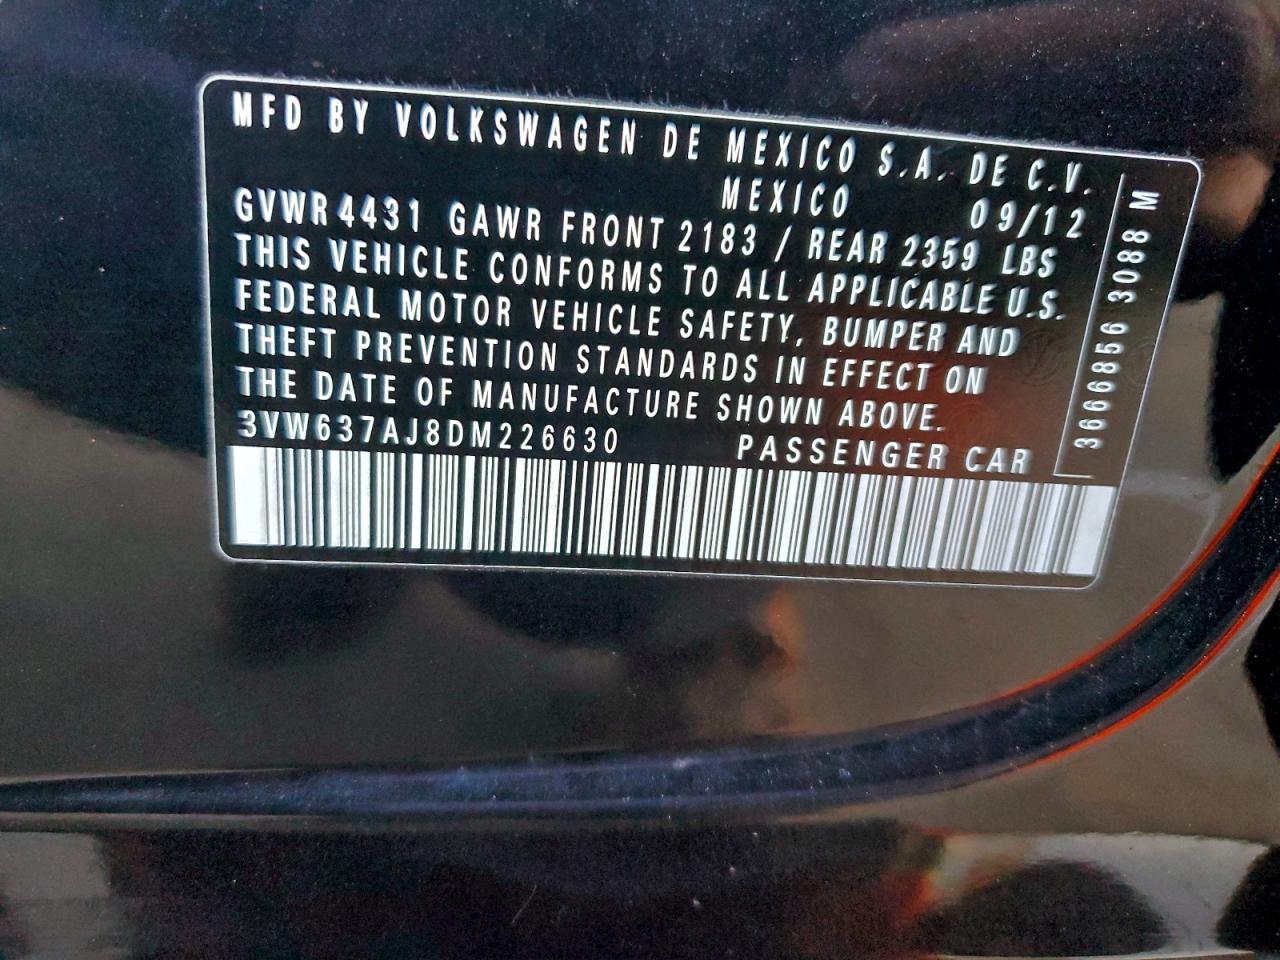 MFD BY VOLKSWAGEN DE MEXICO S.A. DE C.V.
MEXICO 09/12
GVWR 4431 GAWR FRONT 2183 / REAR 2359 LBS
THIS VEHICLE CONFORMS TO ALL APPLICABLE U.S.
FEDERAL MOTOR VEHICLE SAFETY, BUMPER AND
THEFT PREVENTION STANDARDS IN EFFECT ON
THE DATE OF MANUFACTURE SHOWN ABOVE.
3VW637AJ8DM226630 PASSENGER CAR
3666856 3088 M